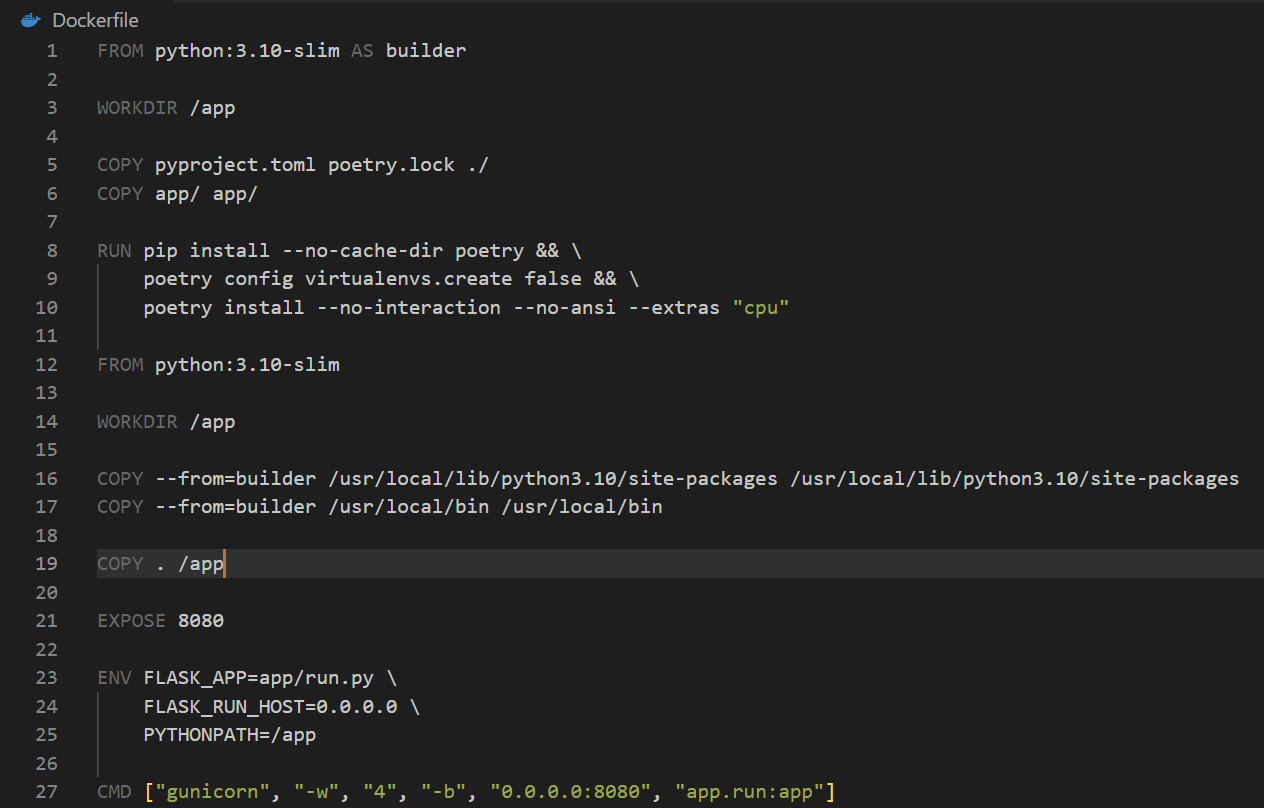 Dockerfile
1 FROM python:3.10-slim AS builder
2
3 WORKDIR /app
4
5 COPY pyproject.toml poetry.lock ./
6 COPY app/ app/
7
8 RUN pip install --no-cache-dir poetry && \
9     poetry config virtualenvs.create false && \
10     poetry install --no-interaction --no-ansi --extras "cpu"
11
12 FROM python:3.10-slim
13
14 WORKDIR /app
15
16 COPY --from=builder /usr/local/lib/python3.10/site-packages /usr/local/lib/python3.10/site-packages
17 COPY --from=builder /usr/local/bin /usr/local/bin
18
19 COPY . /app
20
21 EXPOSE 8080
22
23 ENV FLASK_APP=app/run.py \
24     FLASK_RUN_HOST=0.0.0.0 \
25     PYTHONPATH=/app
26
27 CMD ["gunicorn", "-w", "4", "-b", "0.0.0.0:8080", "app.run:app"]